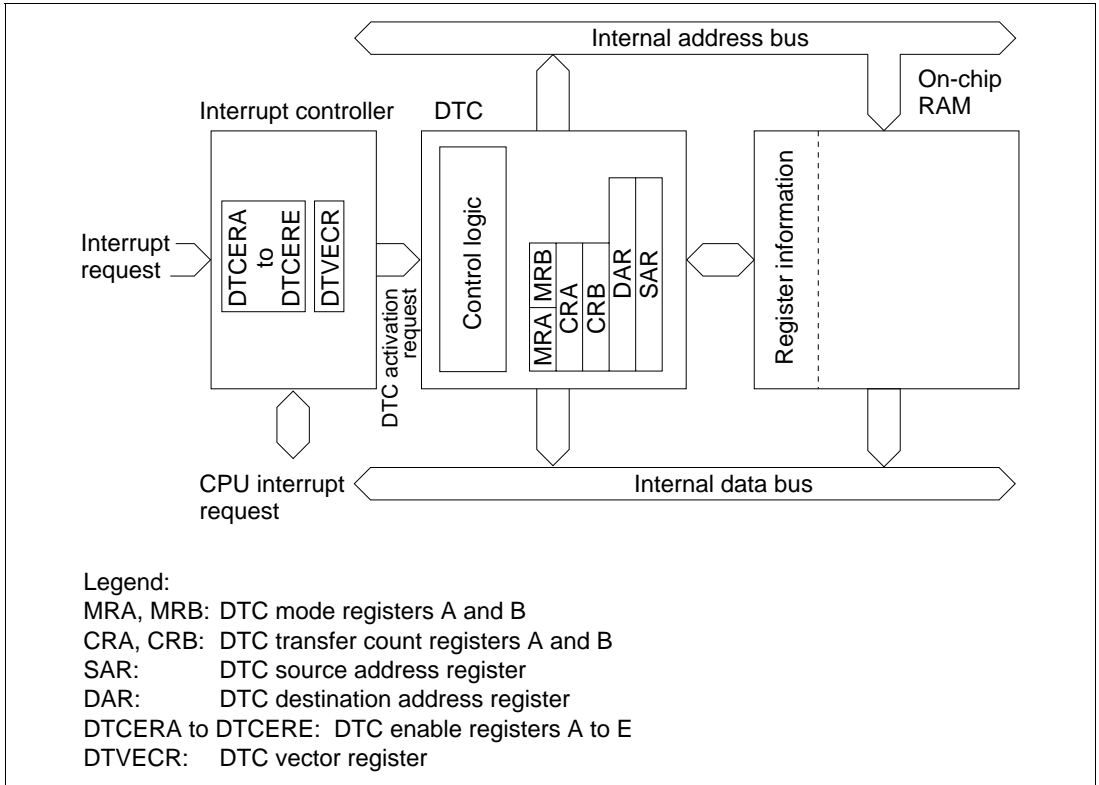 Internal address bus
On-chip
RAM
Interrupt controller
DTC
Interrupt
request
DTCERA
to
DTCERE
DTVECR
DTC activation
request
Control logic
MRA
MRB
CRA
CRB
DAR
SAR
Register information
CPU interrupt
request
Internal data bus
Legend:
MRA, MRB: DTC mode registers A and B
CRA, CRB: DTC transfer count registers A and B
SAR: DTC source address register
DAR: DTC destination address register
DTCERA to DTCERE: DTC enable registers A to E
DTVECR: DTC vector register